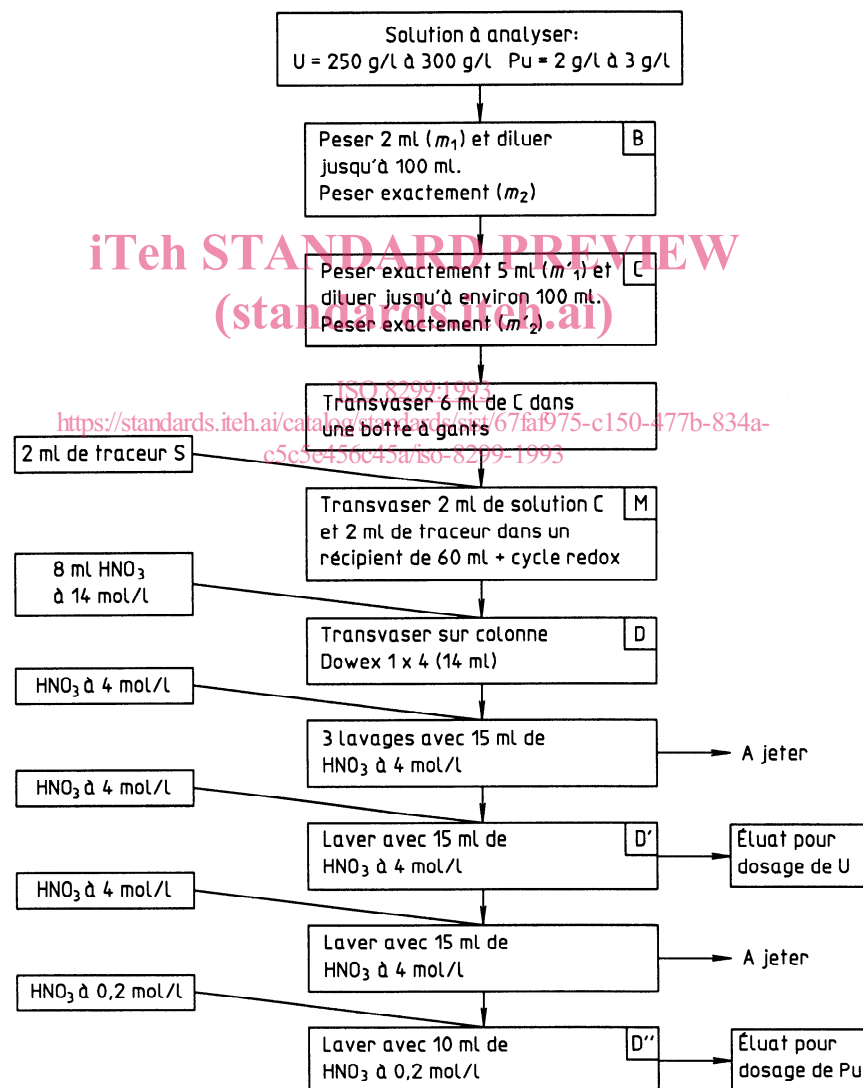 Solution à analyser:
U = 250 g/l à 300 g/l Pu = 2 g/l à 3 g/l
Peser 2 ml (m1) et diluer
jusqu'à 100 ml.
Peser exactement (m2)
B
iTeh STANDARD PREVIEW
(standards.iteh.ai)
Peser exactement 5 ml (m'1) et
diluer jusqu'à environ 100 ml.
Peser exactement (m'2)
C
ISO 8299:1993
https://standards.iteh.ai/catalog/standards/sist/67faf975-c150-477b-834a-
c5c5e456c45a/iso-8299-1993
Transvaser 6 ml de C dans
une boîte à gants
2 ml de traceur S
Transvaser 2 ml de solution C
et 2 ml de traceur dans un
récipient de 60 ml + cycle redox
M
8 ml HNO3
à 14 mol/l
Transvaser sur colonne
Dowex 1 x 4 (14 ml)
D
HNO3 à 4 mol/l
3 lavages avec 15 ml de
HNO3 à 4 mol/l
A jeter
HNO3 à 4 mol/l
Laver avec 15 ml de
HNO3 à 4 mol/l
D'
Éluat pour
dosage de U
HNO3 à 4 mol/l
Laver avec 15 ml de
HNO3 à 4 mol/l
A jeter
HNO3 à 0,2 mol/l
Laver avec 10 ml de
HNO3 à 0,2 mol/l
D''
Éluat pour
dosage de Pu